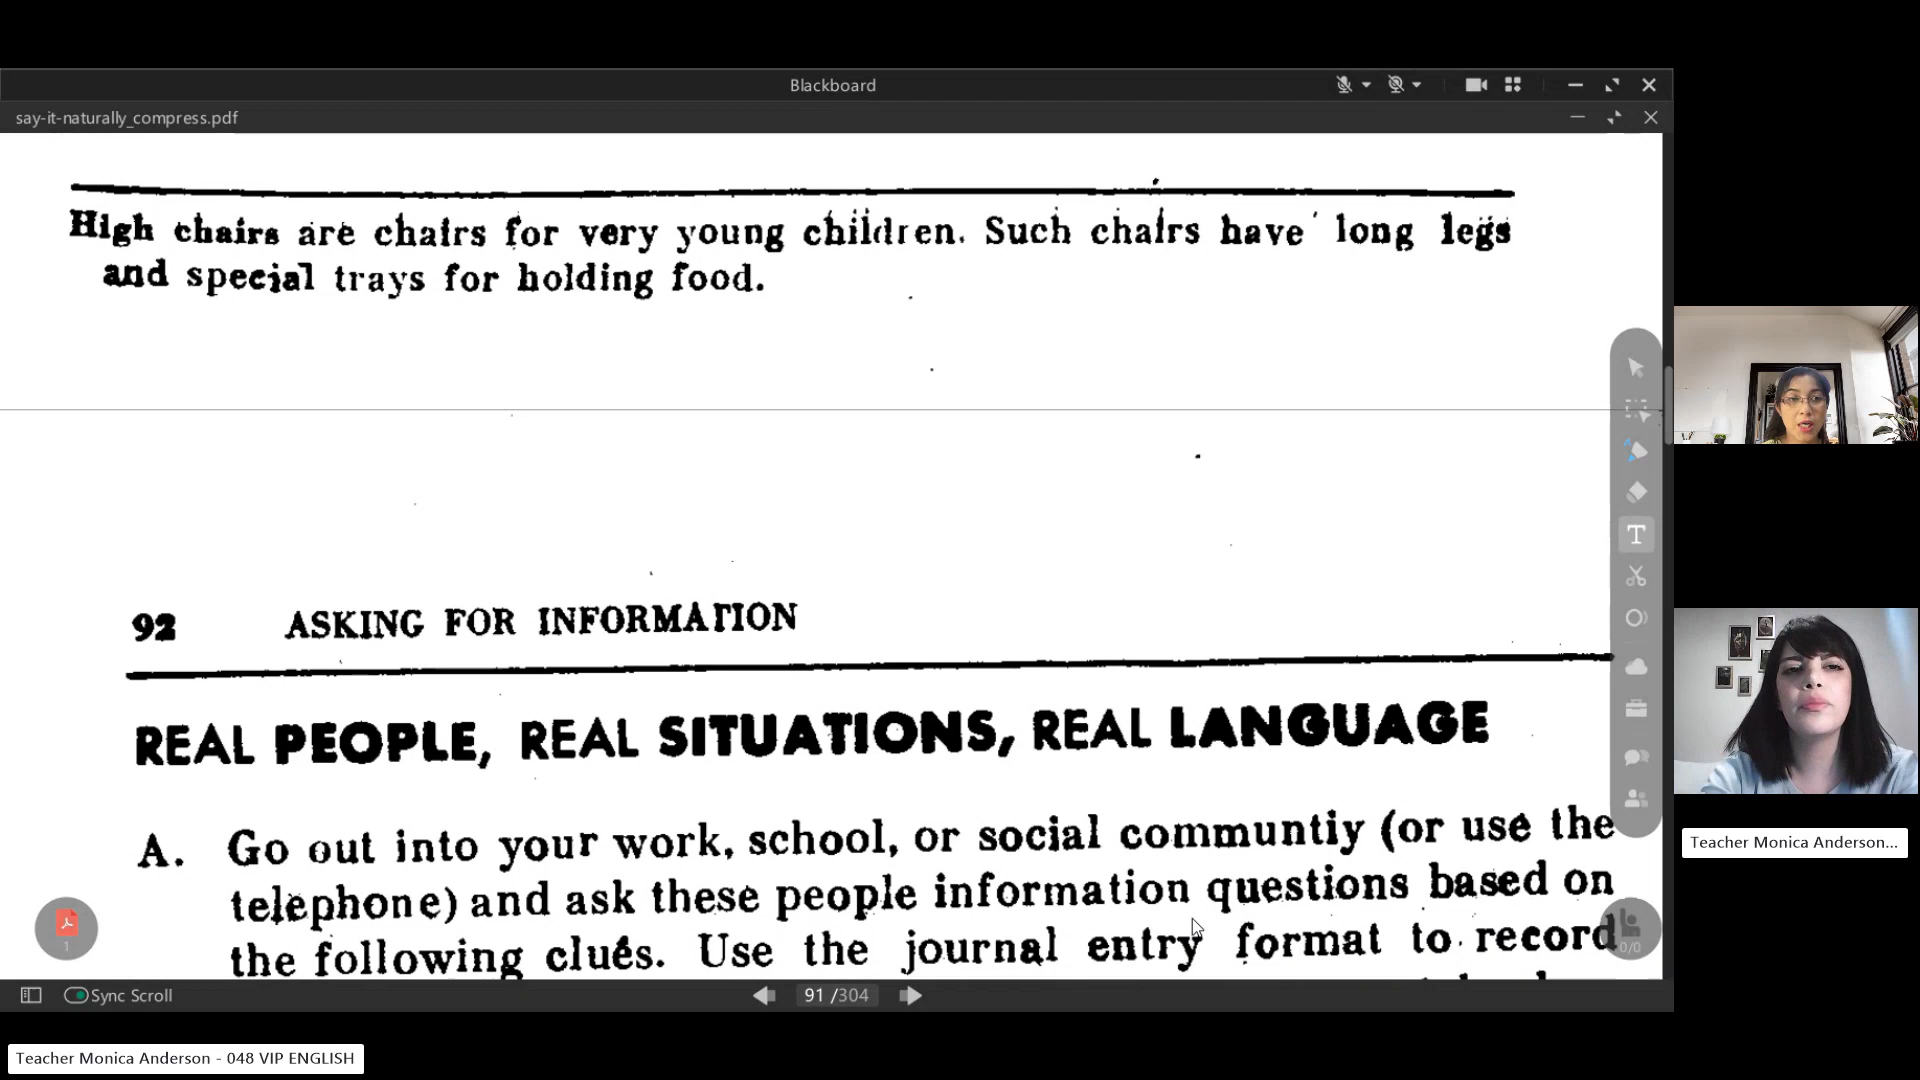 Blackboard
say-it-naturally_compress.pdf
High chairs are chairs for very young children. Such chairs have long legs
and special trays for holding food.
92 ASKING FOR INFORMATION
REAL PEOPLE, REAL SITUATIONS, REAL LANGUAGE
A. Go out into your work, school, or social communtiy (or use the
telephone) and ask these people information questions based on
the following clues. Use the journal entry format to record
T
1
0/0
Sync Scroll
91 /304
Teacher Monica Anderson...
Teacher Monica Anderson - 048 VIP ENGLISH